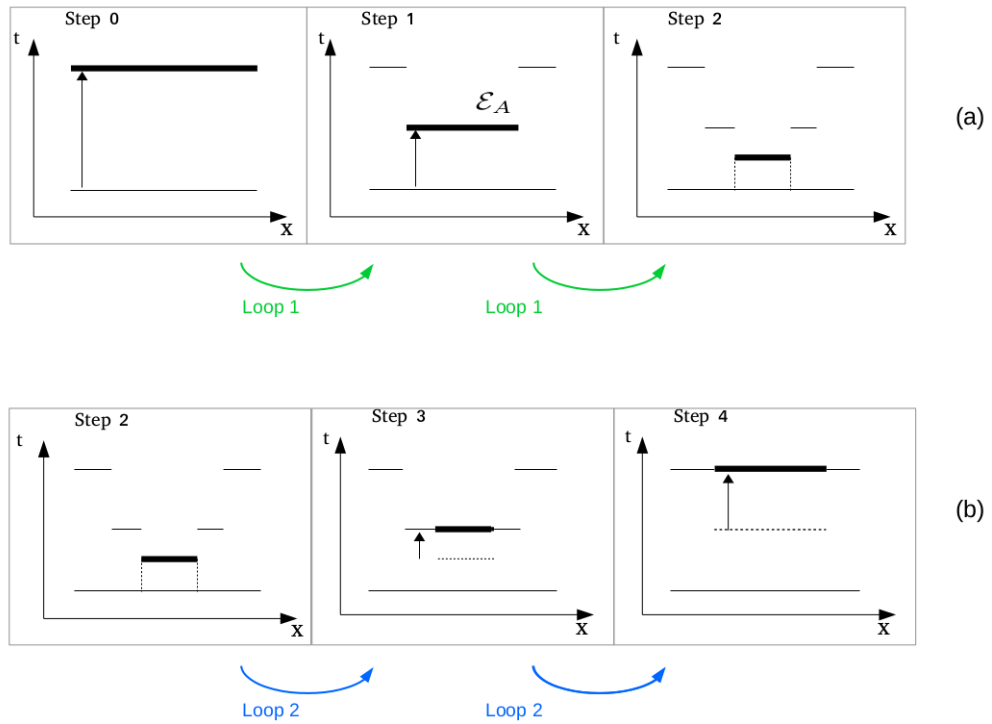 Step 0
Step 1
Step 2
t
t
t
ℰ_A
(a)
x
x
x
Loop 1
Loop 1
Step 2
Step 3
Step 4
t
t
t
(b)
x
x
x
Loop 2
Loop 2